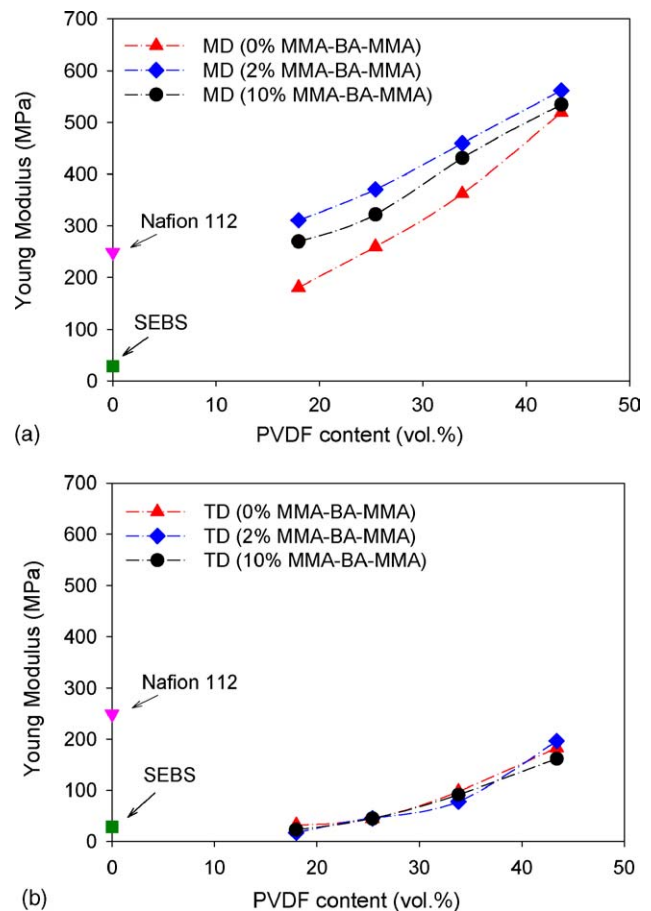 700
600
500
400
300
200
100
0
Young Modulus (MPa)
MD (0% MMA-BA-MMA)
MD (2% MMA-BA-MMA)
MD (10% MMA-BA-MMA)
Nafion 112
SEBS
0 10 20 30 40 50
(a)
PVDF content (vol.%)
700
600
500
400
300
200
100
0
Young Modulus (MPa)
TD (0% MMA-BA-MMA)
TD (2% MMA-BA-MMA)
TD (10% MMA-BA-MMA)
Nafion 112
SEBS
0 10 20 30 40 50
(b)
PVDF content (vol.%)